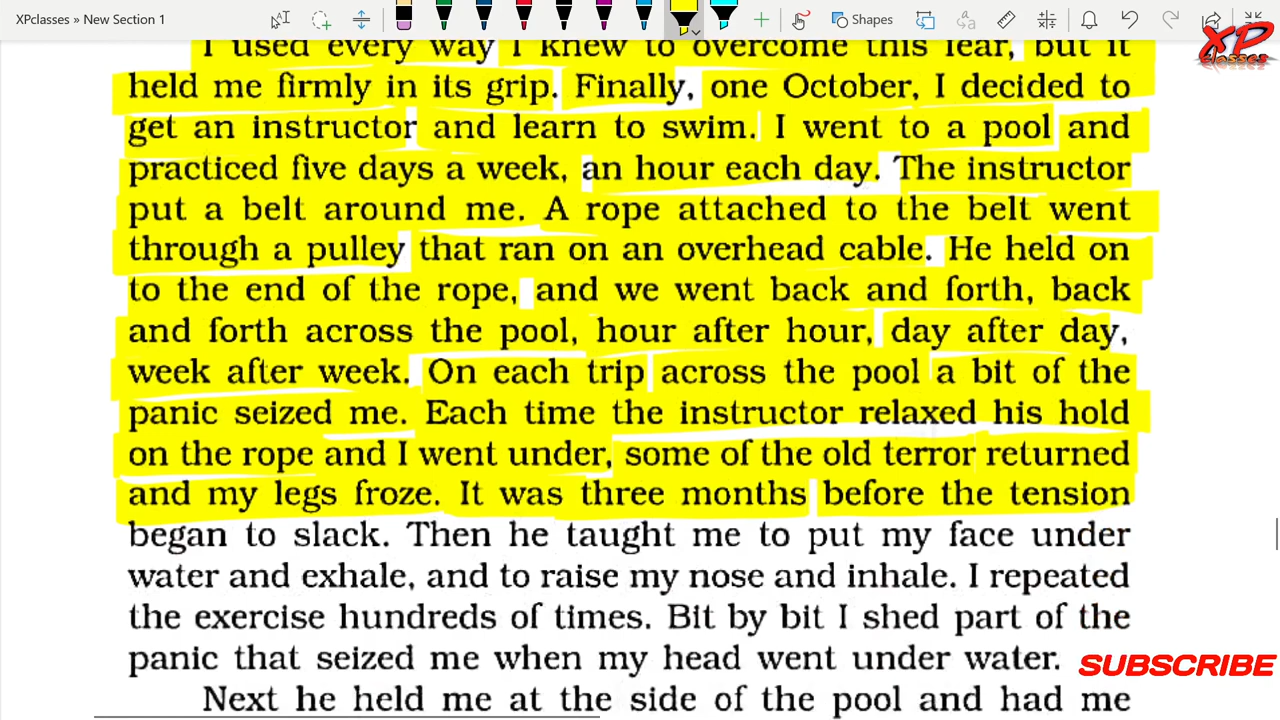 XPclasses » New Section 1
Shapes
XP
Classes
I used every way I knew to overcome this fear, but it
held me firmly in its grip. Finally, one October, I decided to
get an instructor and learn to swim. I went to a pool and
practiced five days a week, an hour each day. The instructor
put a belt around me. A rope attached to the belt went
through a pulley that ran on an overhead cable. He held on
to the end of the rope, and we went back and forth, back
and forth across the pool, hour after hour, day after day,
week after week. On each trip across the pool a bit of the
panic seized me. Each time the instructor relaxed his hold
on the rope and I went under, some of the old terror returned
and my legs froze. It was three months before the tension
began to slack. Then he taught me to put my face under
water and exhale, and to raise my nose and inhale. I repeated
the exercise hundreds of times. Bit by bit I shed part of the
panic that seized me when my head went under water.
SUBSCRIBE
Next he held me at the side of the pool and had me